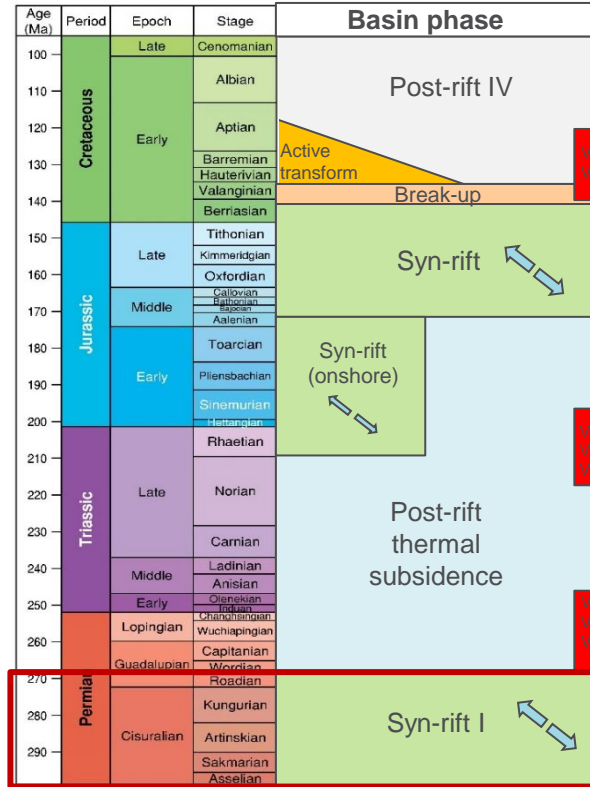 Age
(Ma)
Period
Epoch
Stage
Basin phase
100
110
120
130
140
150
160
170
180
190
200
210
220
230
240
250
260
270
280
290
Cretaceous
Jurassic
Triassic
Permian
Late
Early
Late
Middle
Early
Late
Middle
Early
Lopingian
Guadalupian
Cisuralian
Cenomanian
Albian
Aptian
Barremian
Hauterivian
Valanginian
Berriasian
Tithonian
Kimmeridgian
Oxfordian
Callovian
Bathonian
Bajocian
Aalenian
Toarcian
Pliensbachian
Sinemurian
Hettangian
Rhaetian
Norian
Carnian
Ladinian
Anisian
Olenekian
Induan
Changhsingian
Wuchiapingian
Capitanian
Wordian
Roadian
Kungurian
Artinskian
Sakmarian
Asselian
Post-rift IV
Active
transform
Break-up
Syn-rift
Syn-rift
(onshore)
Post-rift
thermal
subsidence
Syn-rift I